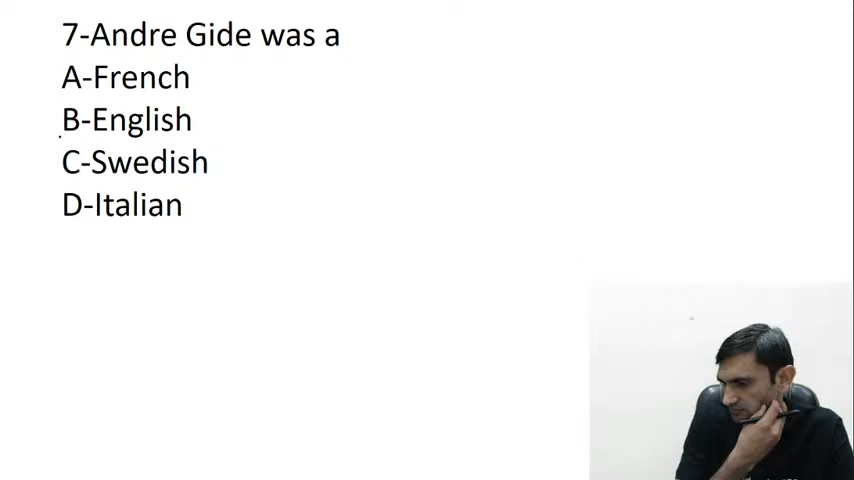 7-Andre Gide was a
A-French
B-English
C-Swedish
D-Italian